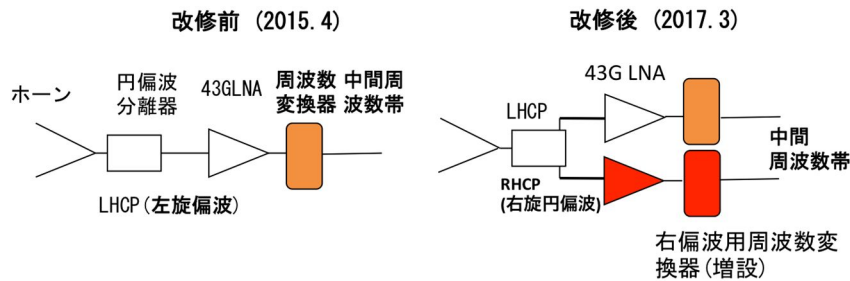 改修前 (2015.4)
ホーン
円偏波
分離器
43GLNA
周波数
変換器
中間周
波数帯
LHCP(左旋偏波)
改修後 (2017.3)
43G LNA
LHCP
RHCP
(右旋円偏波)
中間
周波数帯
右偏波用周波数変
換器(増設)